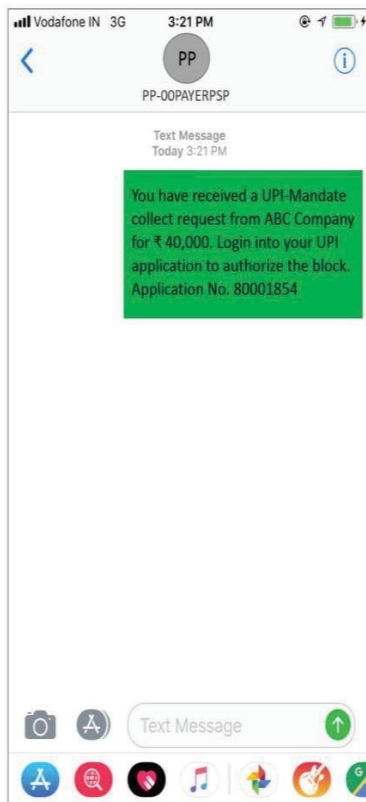 Vodafone IN 3G 3:21 PM
PP
PP-00PAYERPSP
Text Message
Today 3:21 PM
You have received a UPI-Mandate
collect request from ABC Company
for ₹ 40,000. Login into your UPI
application to authorize the block.
Application No. 80001854
Text Message
G